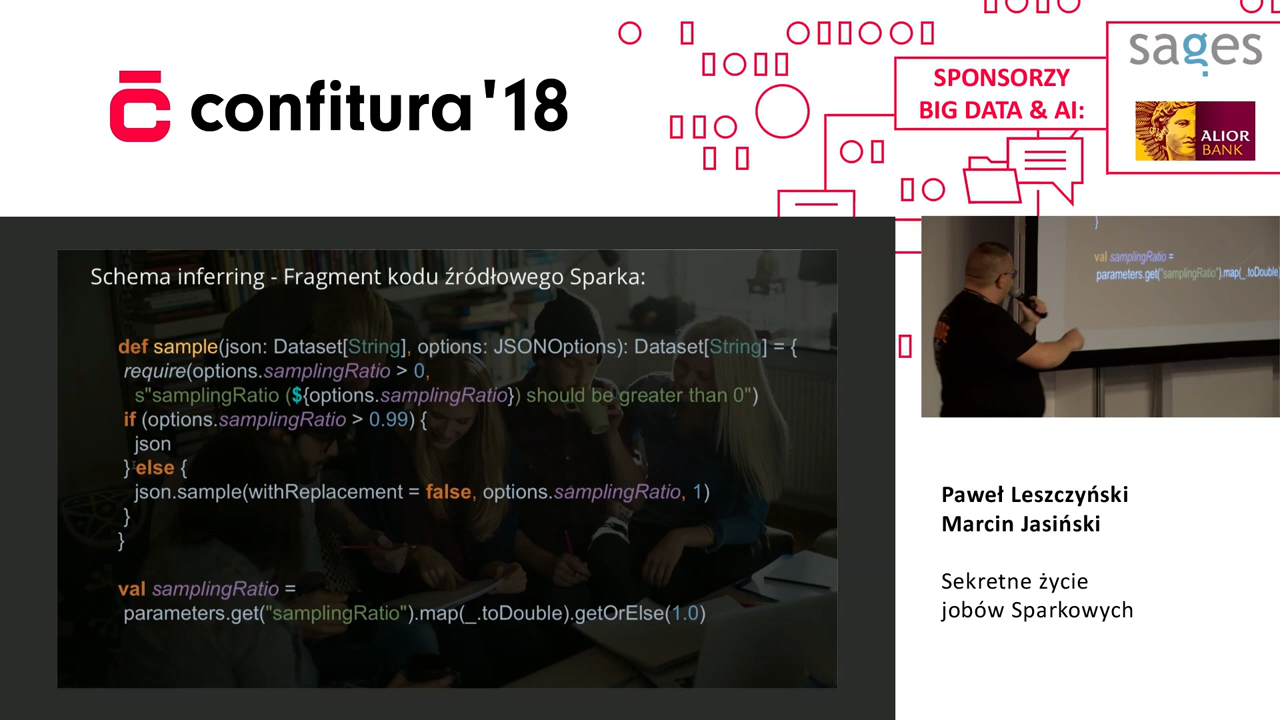 confitura '18
SPONSORZY
BIG DATA & AI:
sages
ALIOR
BANK
Schema inferring - Fragment kodu źródłowego Sparka:
def sample(json: Dataset[String], options: JSONOptions): Dataset[String] = {
require(options.samplingRatio > 0,
s"samplingRatio (${options.samplingRatio}) should be greater than 0")
if (options.samplingRatio > 0.99) {
json
} else {
json.sample(withReplacement = false, options.samplingRatio, 1)
}
}
val samplingRatio =
parameters.get("samplingRatio").map(_.toDouble).getOrElse(1.0)
}
val samplingRatio =
parameters.get("samplingRatio").map(_.toDouble)
Paweł Leszczyński
Marcin Jasiński
Sekretne życie
jobów Sparkowych